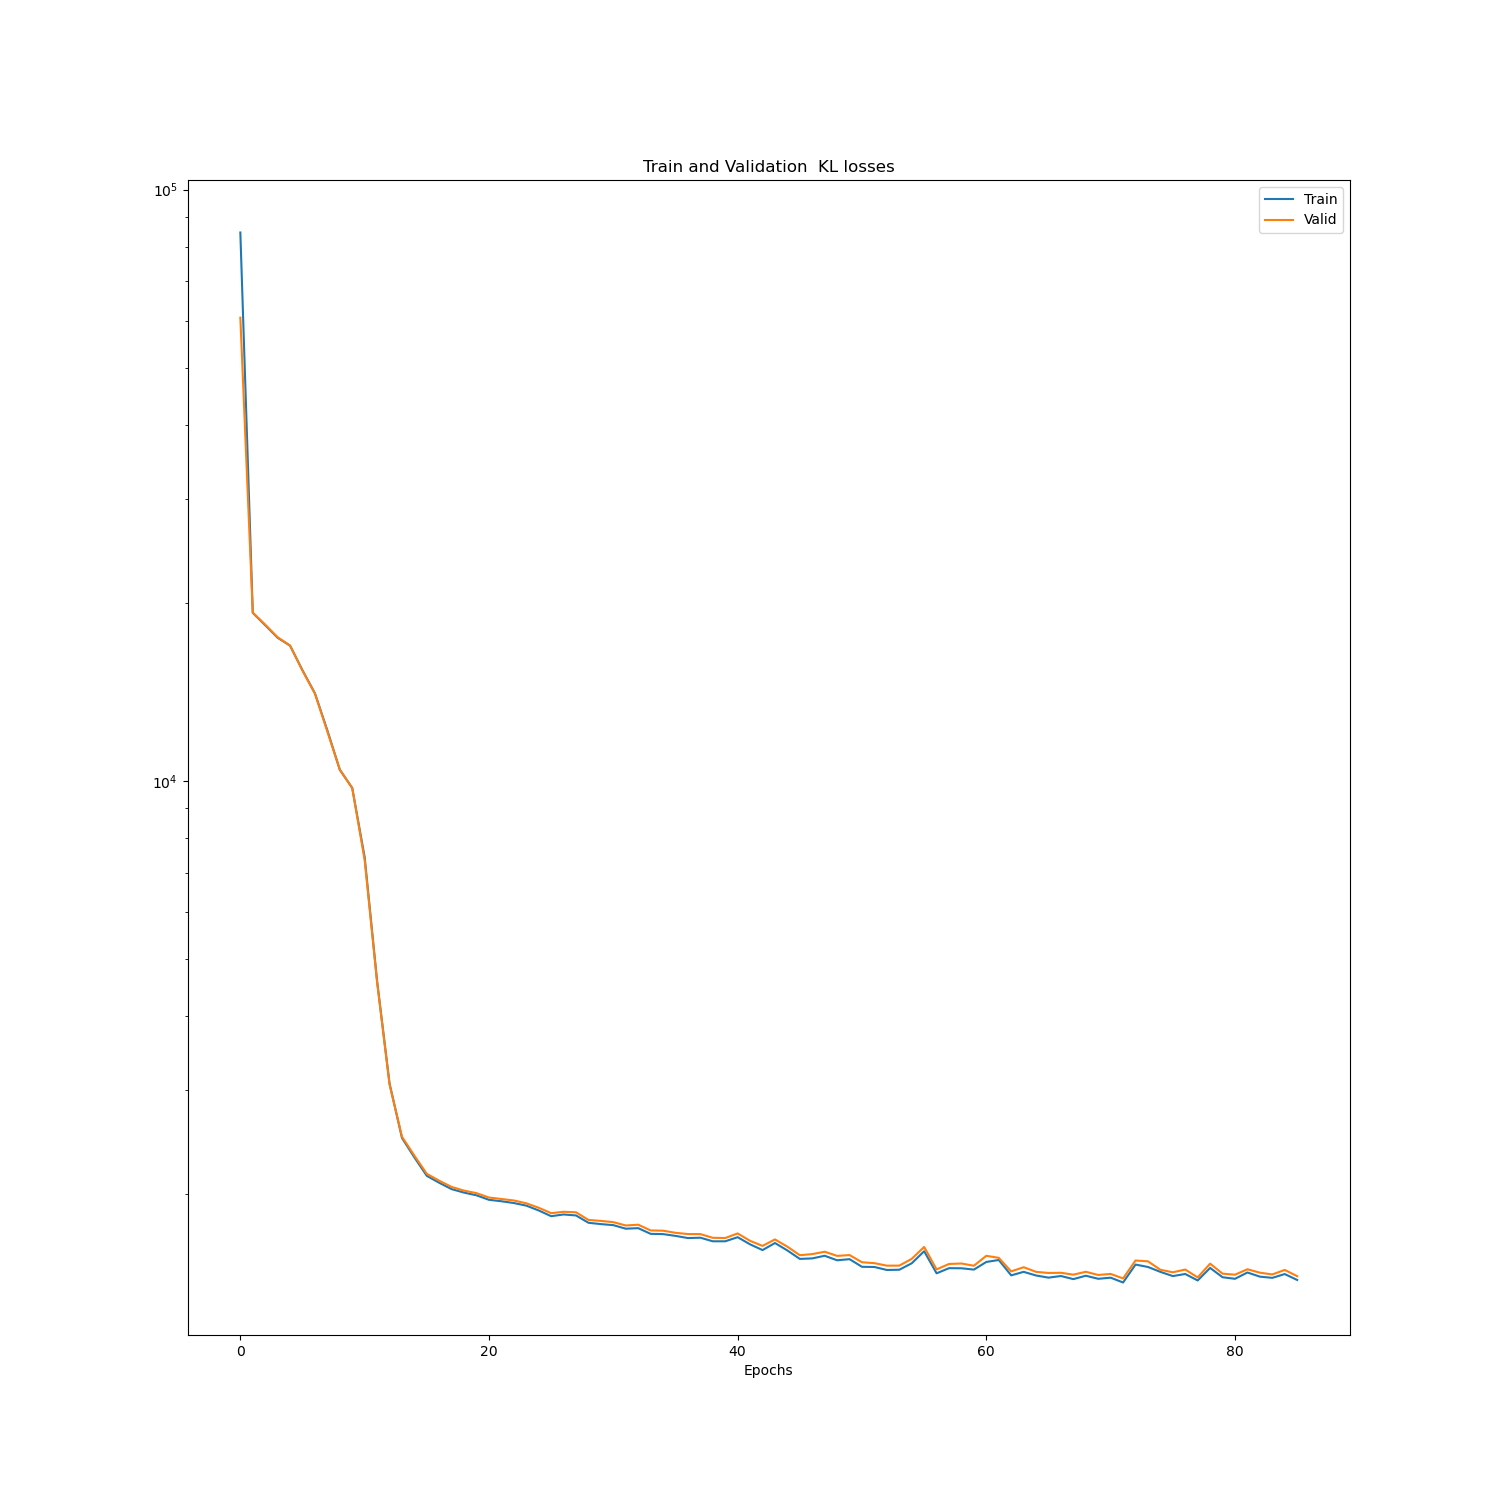 Train and Validation  KL losses
10^5
Train
Valid
10^4
0 20 40 60 80
Epochs